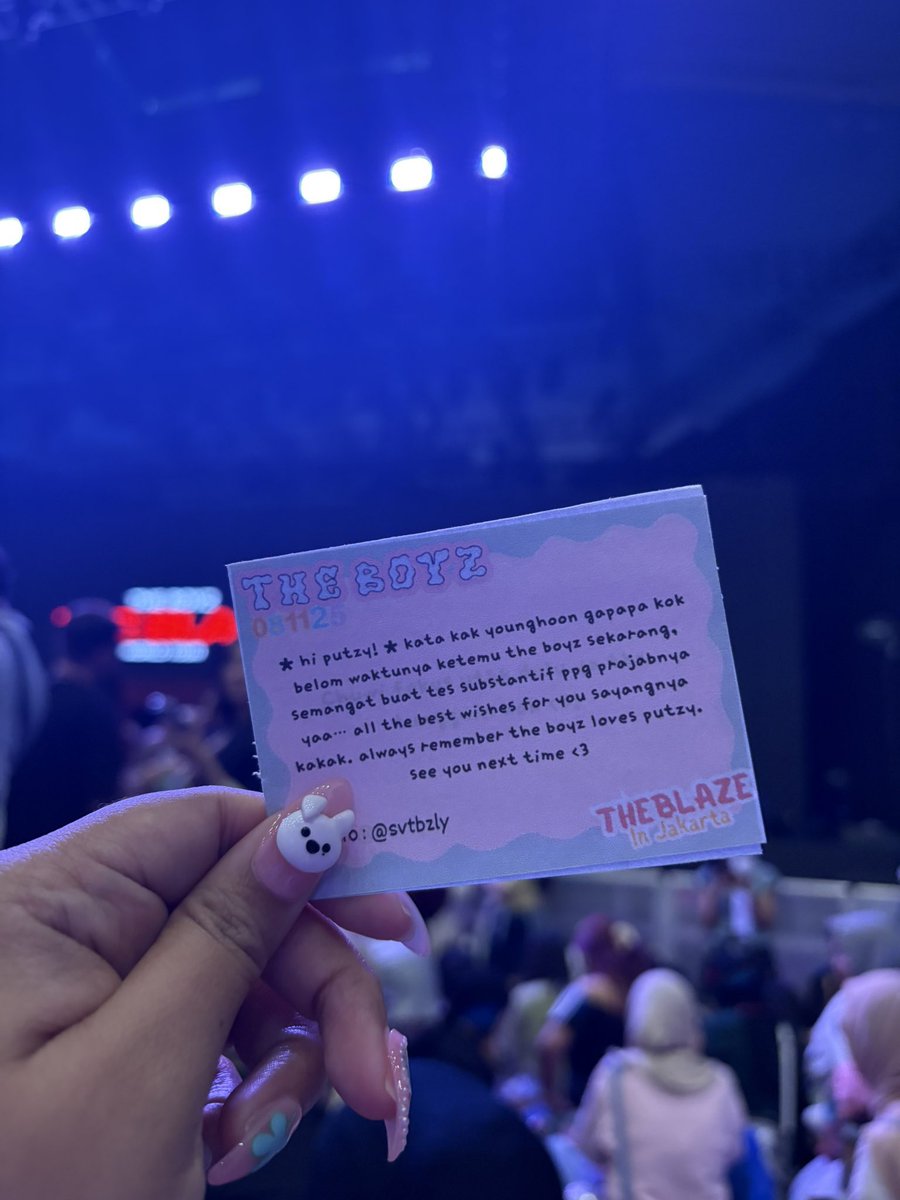 THE BOYZ
081125
* hi putzy! * kata kak younghoon gapapa kok
belom waktunya ketemu the boyz sekarang.
semangat buat tes substantif ppg prajabnya
yaa... all the best wishes for you sayangnya
kakak. always remember the boyz loves putzy.
see you next time <3
: @svtbzly
THEBLAZE
In Jakarta